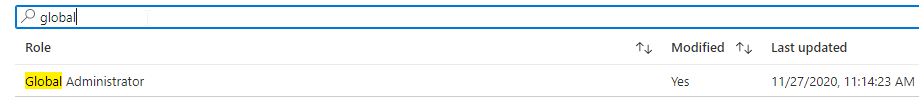 global
Role ↑↓ Modified ↑↓ Last updated
Global Administrator Yes 11/27/2020, 11:14:23 AM